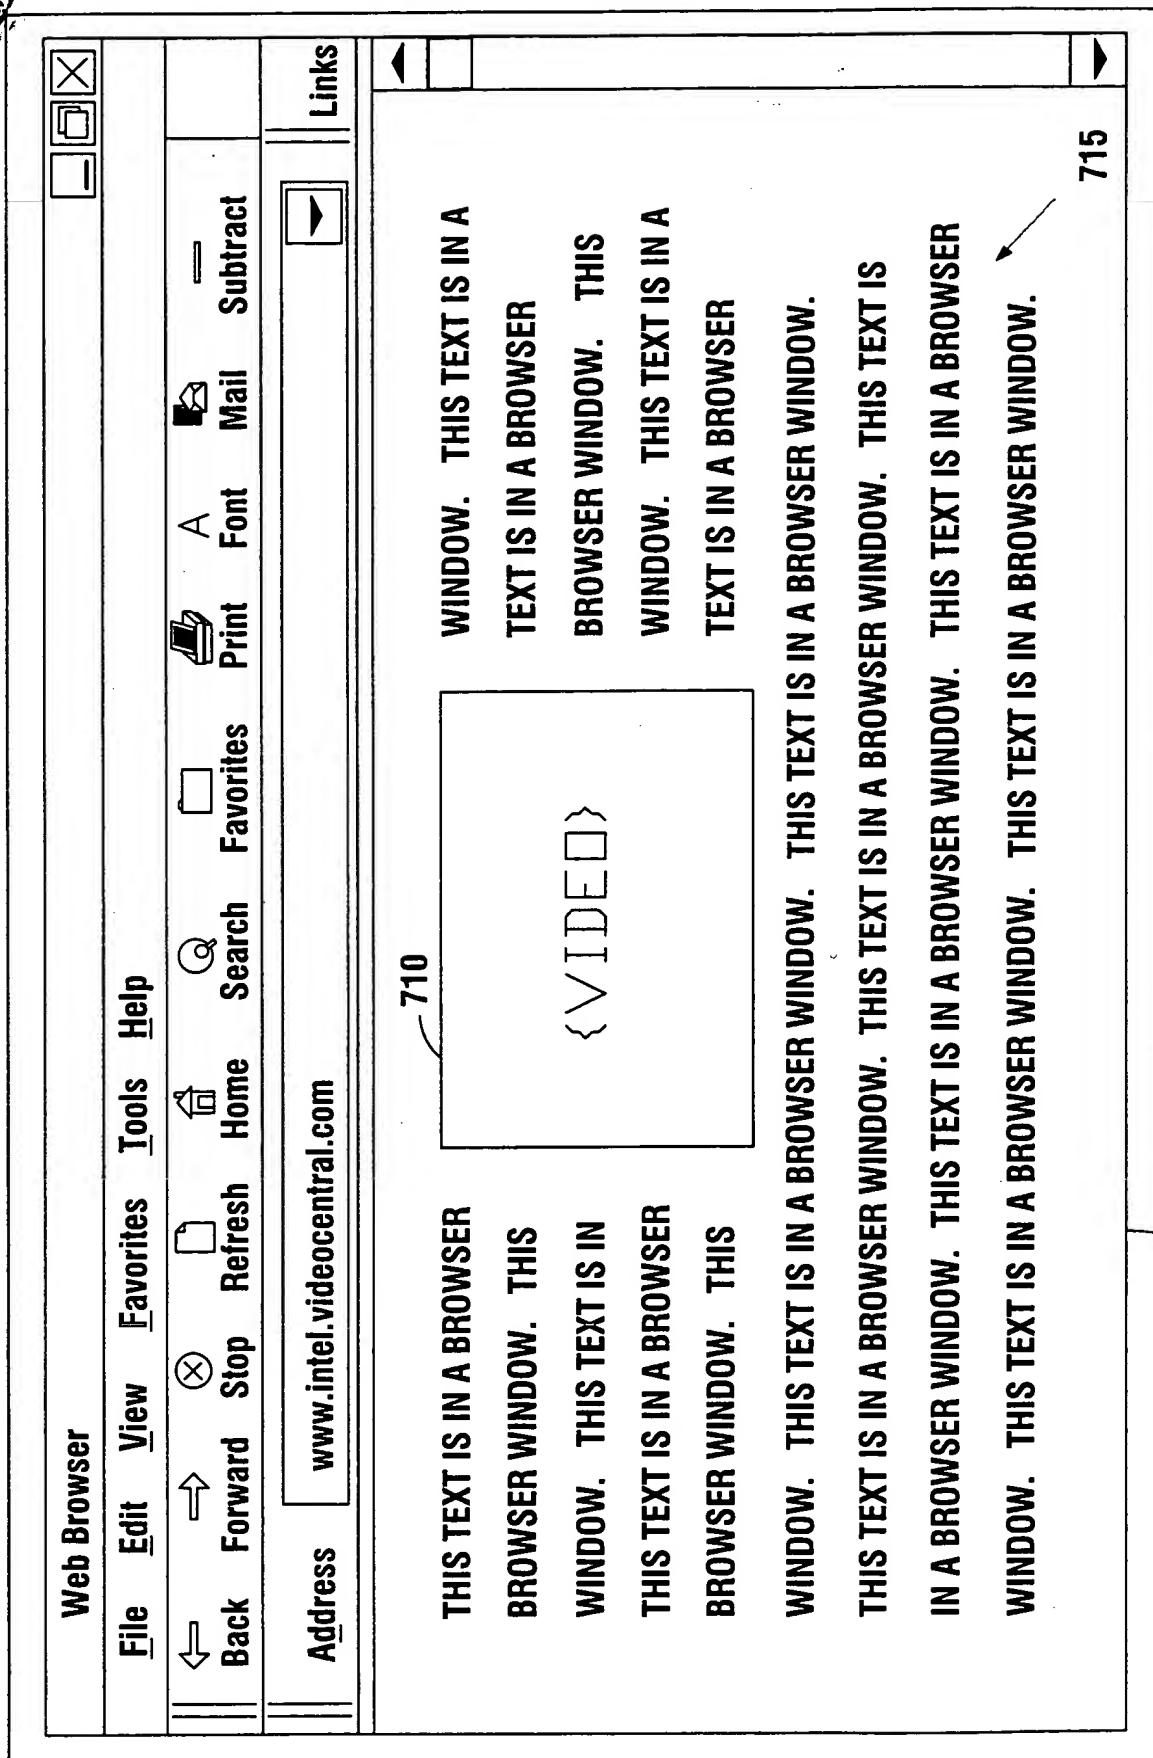 Web Browser
File Edit View Favorites Tools Help
Back Forward Stop Refresh Home Search Favorites Print Font Mail Subtract
Address www.intel.videocentral.com Links
710
THIS TEXT IS IN A BROWSER WINDOW. THIS TEXT IS IN A
BROWSER WINDOW. THIS TEXT IS IN A BROWSER
WINDOW. THIS TEXT IS IN BROWSER WINDOW. THIS
{VIDEO}
THIS TEXT IS IN A BROWSER WINDOW. THIS TEXT IS IN A
BROWSER WINDOW. THIS TEXT IS IN A BROWSER
WINDOW. THIS TEXT IS IN A BROWSER WINDOW. THIS TEXT IS IN A BROWSER WINDOW.
THIS TEXT IS IN A BROWSER WINDOW. THIS TEXT IS IN A BROWSER WINDOW. THIS TEXT IS
IN A BROWSER WINDOW. THIS TEXT IS IN A BROWSER WINDOW. THIS TEXT IS IN A BROWSER
WINDOW. THIS TEXT IS IN A BROWSER WINDOW. THIS TEXT IS IN A BROWSER WINDOW.
715